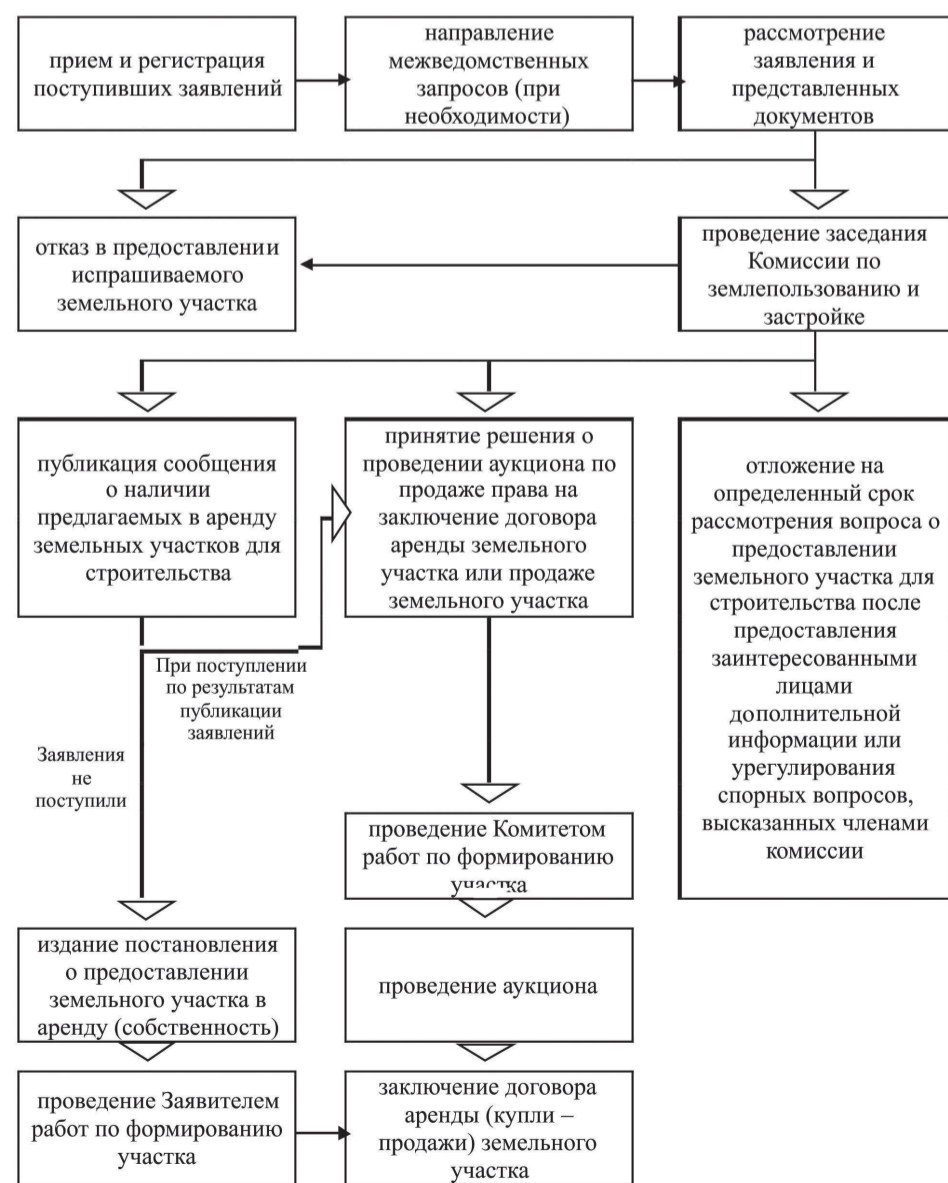 прием и регистрация
поступивших заявлений
направление
межведомственных
запросов (при
необходимости)
рассмотрение
заявления и
представленных
документов
отказ в предоставлении
испрашиваемого
земельного участка
проведение заседания
Комиссии по
землепользованию и
застройке
публикация сообщения
о наличии
предлагаемых в аренду
земельных участков для
строительства
принятие решения о
проведении аукциона по
продаже права на
заключение договора
аренды земельного
участка или продаже
земельного участка
отложение на
определенный срок
рассмотрения вопроса о
предоставлении
земельного участка для
строительства после
предоставления
заинтересованными
лицами
дополнительной
информации или
урегулирования
спорных вопросов,
высказанных членами
комиссии
При поступлении
по результатам
публикации
заявлений
Заявления
не
поступили
проведение Комитетом
работ по формированию
участка
издание постановления
о предоставлении
земельного участка в
аренду (собственность)
проведение аукциона
проведение Заявителем
работ по формированию
участка
заключение договора
аренды (купли –
продажи) земельного
участка